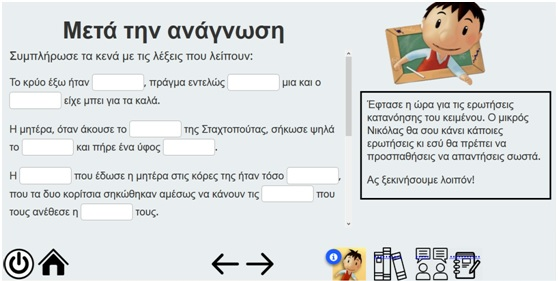 Μετά την ανάγνωση
Συμπλήρωσε τα κενά με τις λέξεις που λείπουν:
Το κρύο έξω ήταν , πράγμα εντελώς μια και ο
είχε μπει για τα καλά.
Η μητέρα, όταν άκουσε το της Σταχτοπούτας, σήκωσε ψηλά
το και πήρε ένα ύφος .
Η που έδωσε η μητέρα στις κόρες της ήταν τόσο ,
που τα δυο κορίτσια σηκώθηκαν αμέσως να κάνουν τις που
τους ανέθεσε η τους.
Έφτασε η ώρα για τις ερωτήσεις
κατανόησης του κειμένου. Ο μικρός
Νικόλας θα σου κάνει κάποιες
ερωτήσεις κι εσύ θα πρέπει να
προσπαθήσεις να απαντήσεις σωστά.
Ας ξεκινήσουμε λοιπόν!